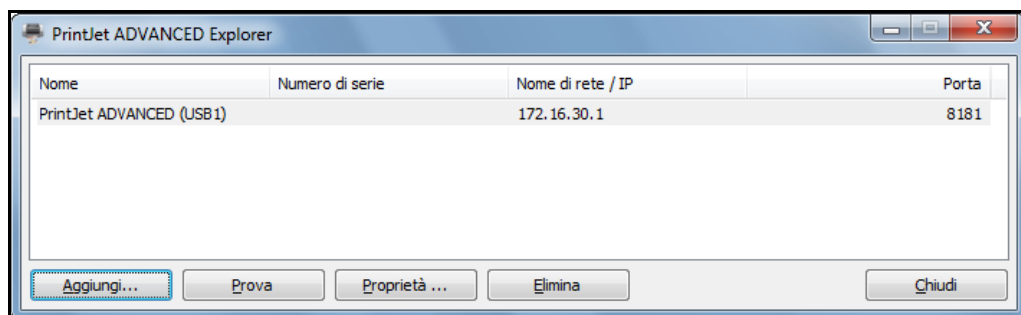 PrintJet ADVANCED Explorer
Nome Numero di serie Nome di rete / IP Porta
PrintJet ADVANCED (USB1) 172.16.30.1 8181
Aggiungi... Prova Proprietà ... Elimina Chiudi